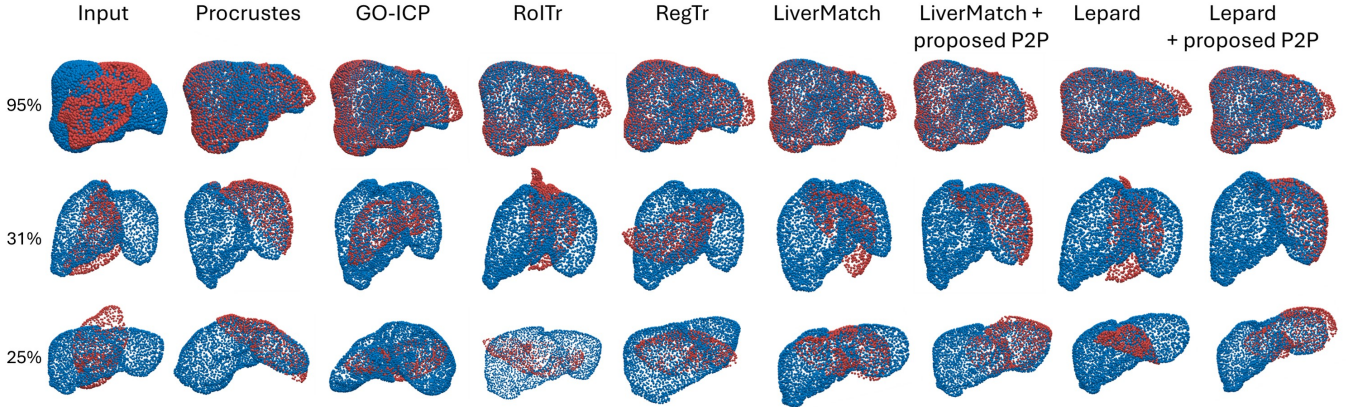 Input
Procrustes
GO-ICP
RoITr
RegTr
LiverMatch
LiverMatch +
proposed P2P
Lepard
Lepard
+ proposed P2P
95%
31%
25%